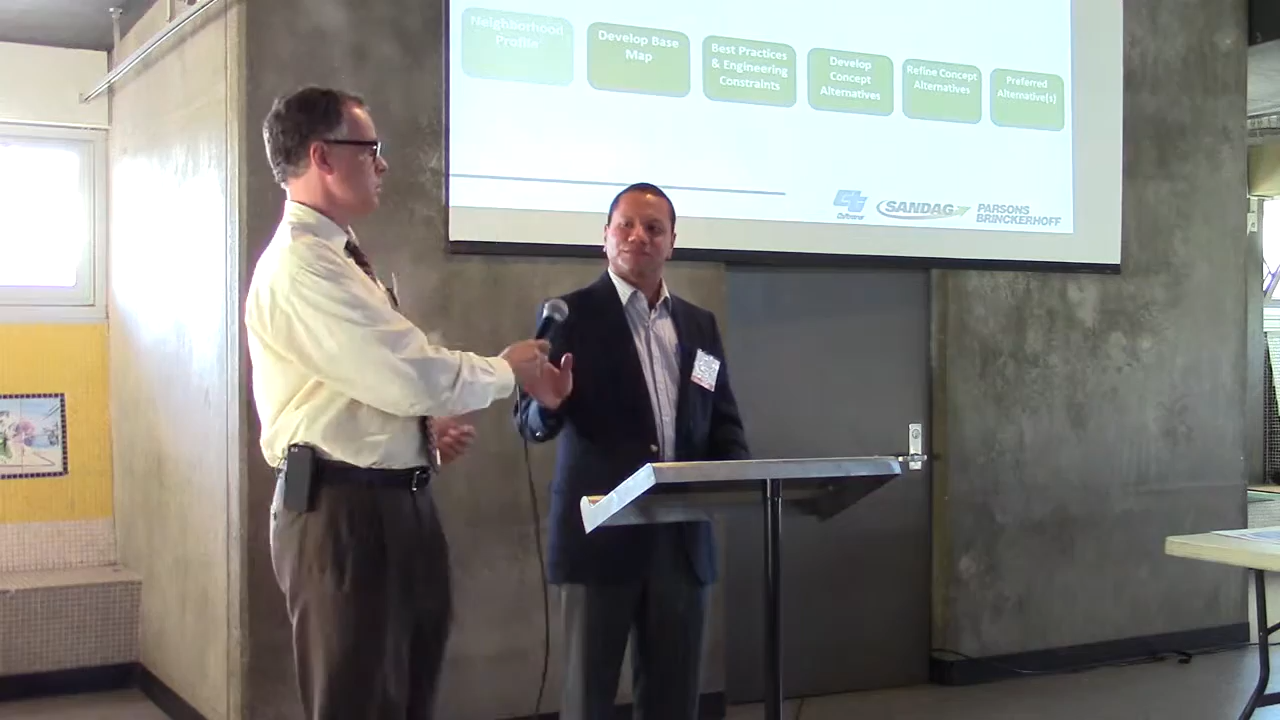 Neighborhood
Profile
Develop Base
Map
Best Practices
& Engineering
Constraints
Develop
Concept
Alternatives
Refine Concept
Alternatives
Preferred
Alternative(s)
Caltrans
SANDAG
PARSONS
BRINCKERHOFF